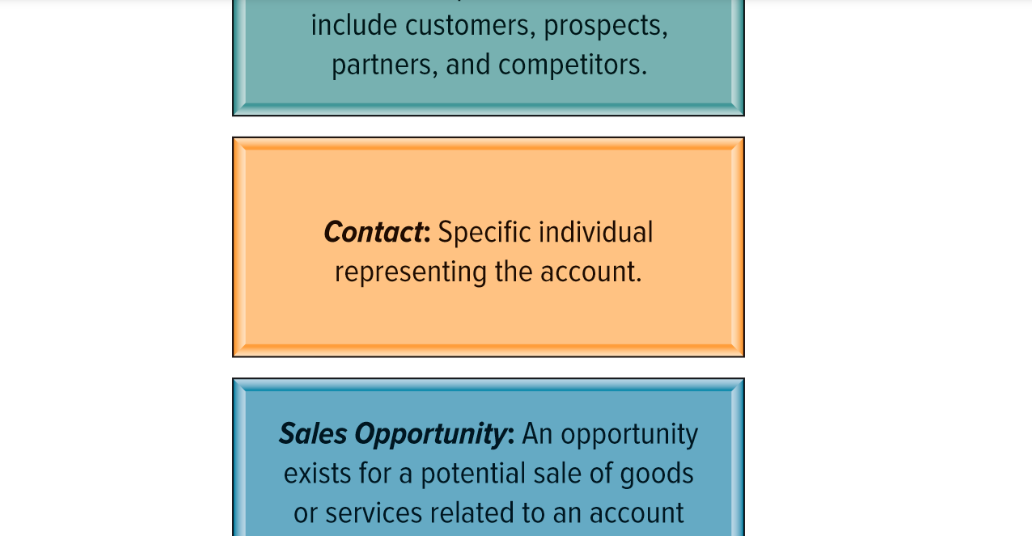 include customers, prospects,
partners, and competitors.
Contact: Specific individual
representing the account.
Sales Opportunity: An opportunity
exists for a potential sale of goods
or services related to an account